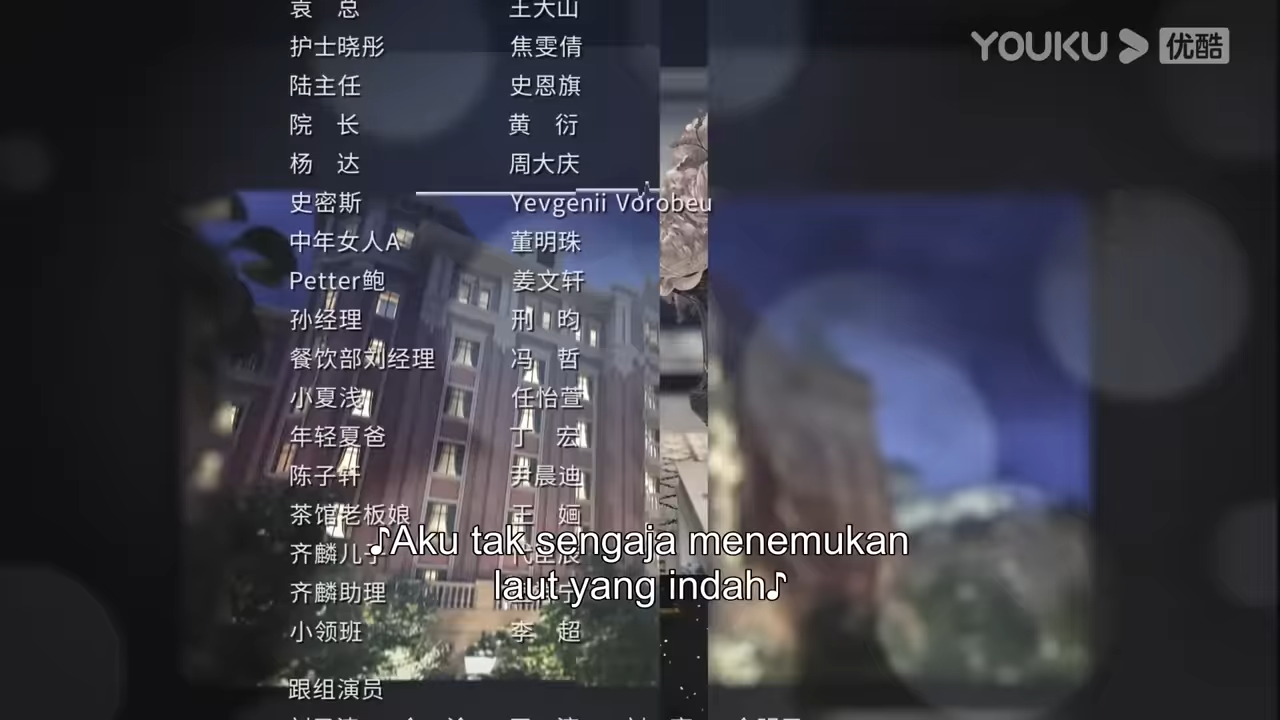 袁 总 王大山
YOUKU 优酷
护士晓彤 焦雯倩
陆主任 史恩旗
院 长 黄 衍
杨 达 周大庆
史密斯 Yevgenii Vorobeu
中年女人A 董明珠
Petter鲍 姜文轩
孙经理 刑 昀
餐饮部刘经理 冯 哲
小夏浅 任怡萱
年轻夏爸 丁 宏
陈子轩 尹晨迪
茶馆老板娘 王 婳
♪Aku tak sengaja menemukan
齐麟儿子
laut yang indah♪
齐麟助理
小领班 李 超
跟组演员